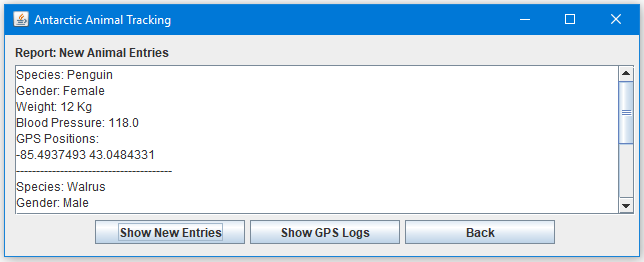 Antarctic Animal Tracking
Report: New Animal Entries
Species: Penguin
Gender: Female
Weight: 12 Kg
Blood Pressure: 118.0
GPS Positions:
-85.4937493 43.0484331
---------------------------------------
Species: Walrus
Gender: Male
Show New Entries
Show GPS Logs
Back